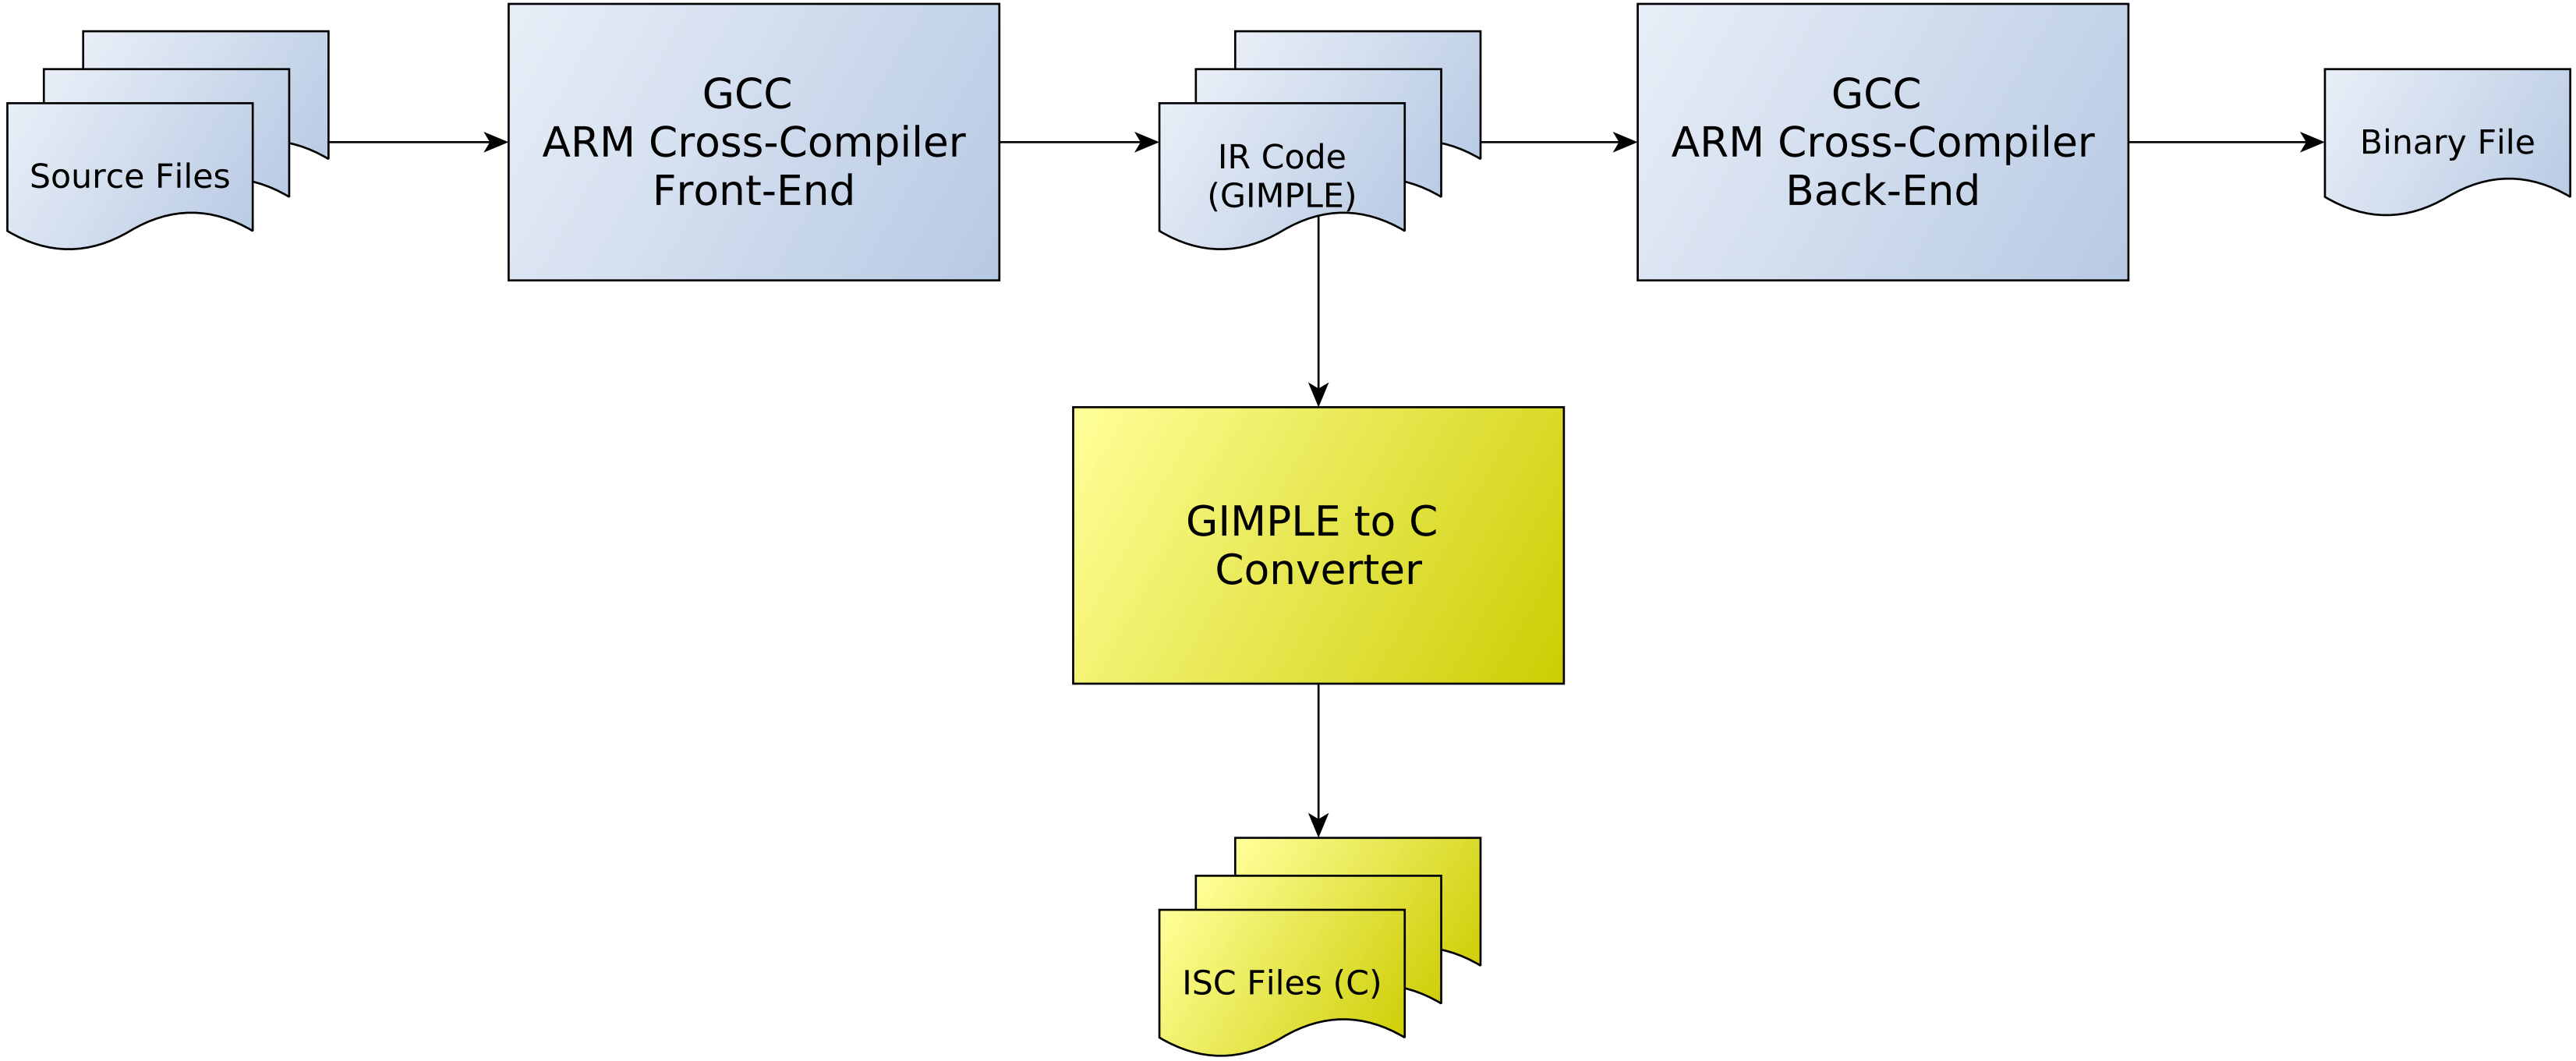 Source Files
GCC
ARM Cross-Compiler
Front-End
IR Code
(GIMPLE)
GCC
ARM Cross-Compiler
Back-End
Binary File
GIMPLE to C
Converter
ISC Files (C)